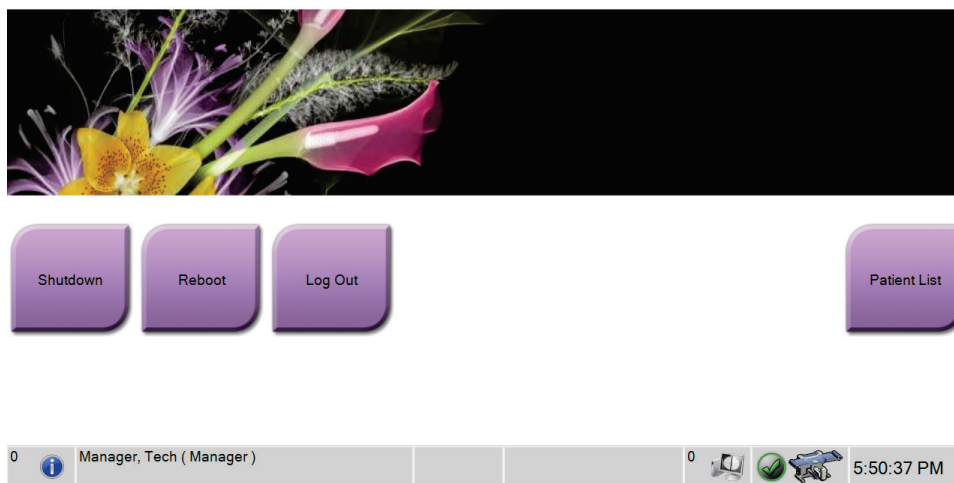 Shutdown
Reboot
Log Out
Patient List
0
Manager, Tech ( Manager )
0
5:50:37 PM